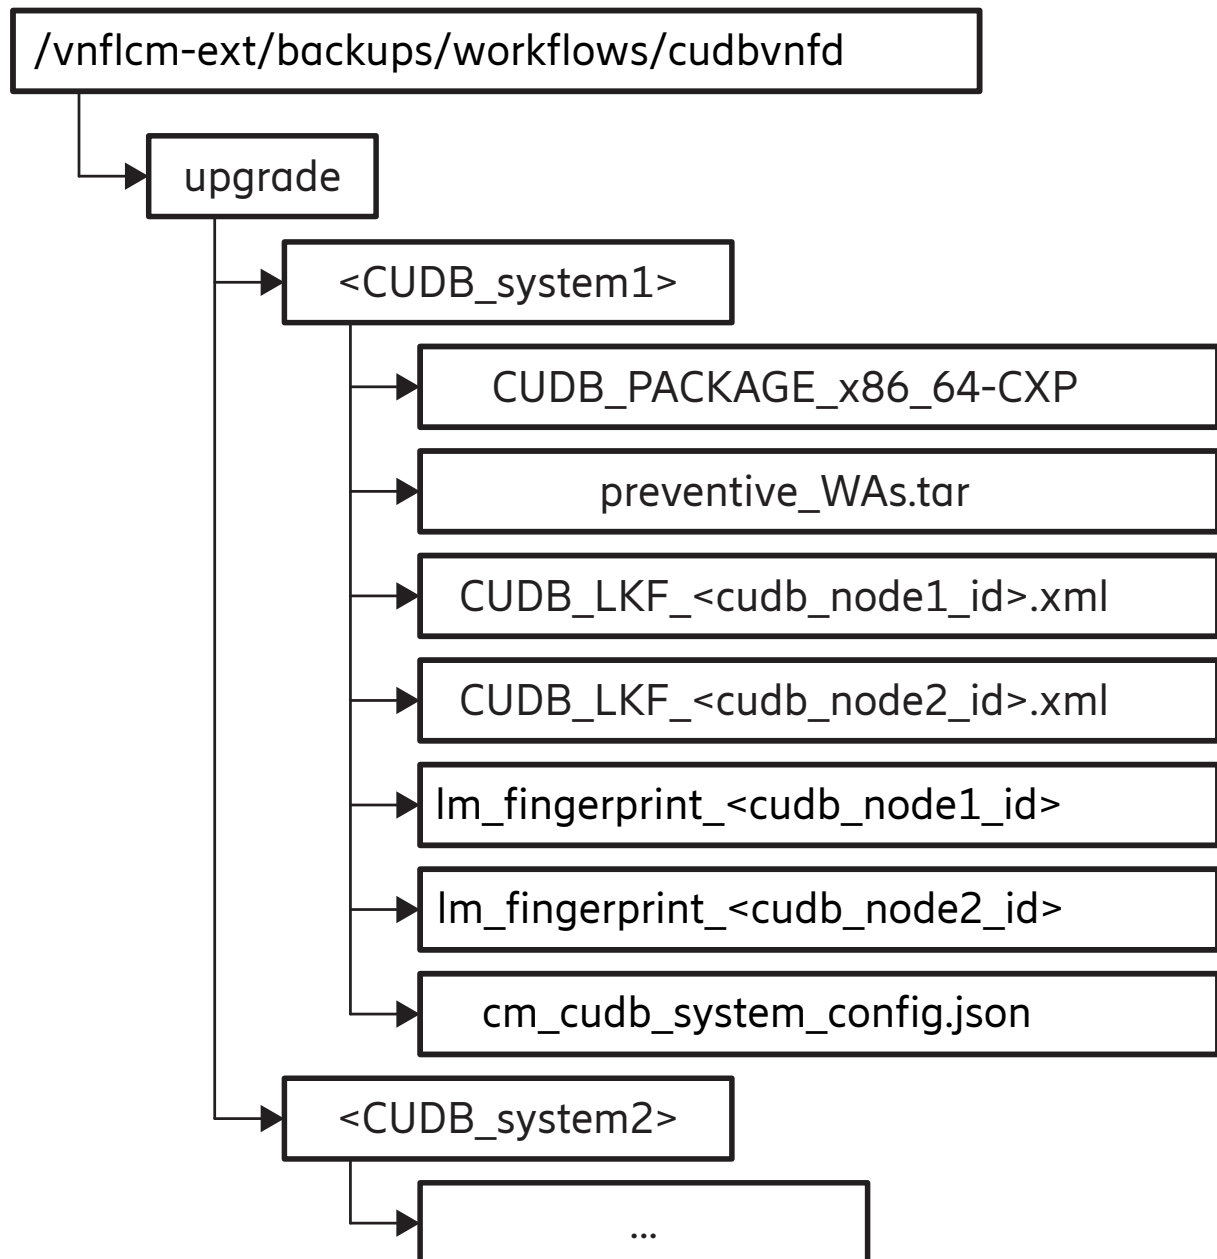 /vnflcm-ext/backups/workflows/cudbvnfd
upgrade
<CUDB_system1>
CUDB_PACKAGE_x86_64-CXP
preventive_WAs.tar
CUDB_LKF_<cudb_node1_id>.xml
CUDB_LKF_<cudb_node2_id>.xml
lm_fingerprint_<cudb_node1_id>
lm_fingerprint_<cudb_node2_id>
cm_cudb_system_config.json
<CUDB_system2>
...